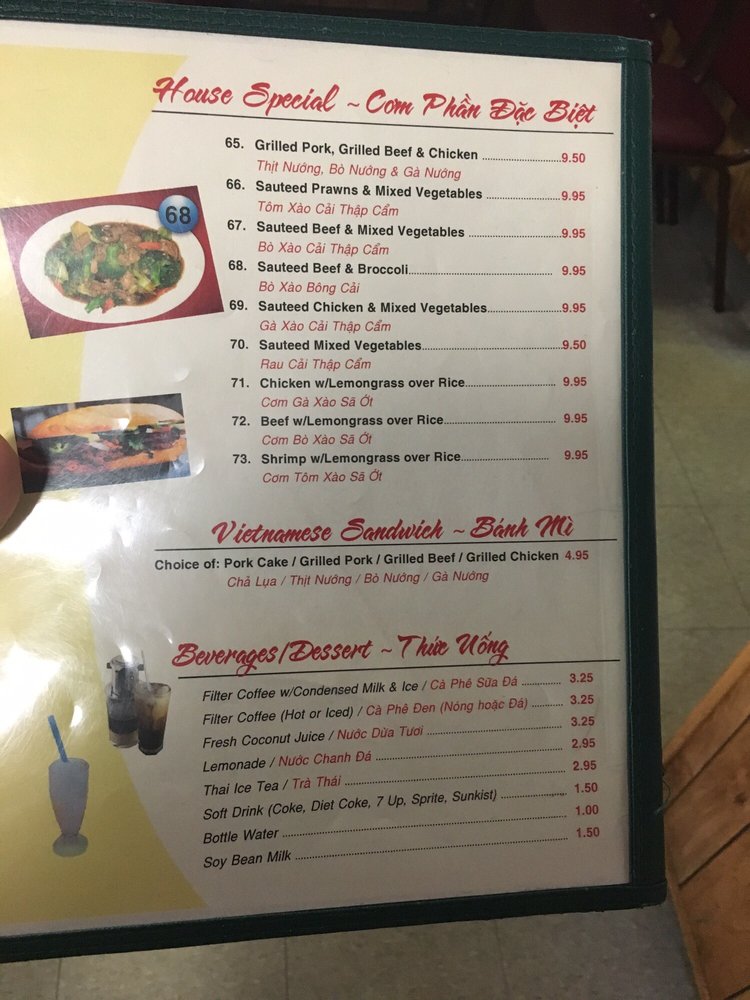 House Special ~ Cơm Phần Đặc Biệt
65. Grilled Pork, Grilled Beef & Chicken ........................9.50
Thịt Nướng, Bò Nướng & Gà Nướng
66. Sauteed Prawns & Mixed Vegetables ........................9.95
Tôm Xào Cải Thập Cẩm
67. Sauteed Beef & Mixed Vegetables ............................9.95
Bò Xào Cải Thập Cẩm
68. Sauteed Beef & Broccoli............................................. 9.95
Bò Xào Bông Cải
69. Sauteed Chicken & Mixed Vegetables.......................9.95
Gà Xào Cải Thập Cẩm
70. Sauteed Mixed Vegetables..........................................9.50
Rau Cải Thập Cẩm
71. Chicken w/Lemongrass over Rice............................ 9.95
Cơm Gà Xào Sã Ớt
72. Beef w/Lemongrass over Rice................................... 9.95
Cơm Bò Xào Sã Ớt
73. Shrimp w/Lemongrass over Rice........................... 9.95
Cơm Tôm Xào Sã Ớt
68
Vietnamese Sandwich ~ Bánh Mì
Choice of: Pork Cake / Grilled Pork / Grilled Beef / Grilled Chicken 4.95
Chả Lụa / Thịt Nướng / Bò Nướng / Gà Nuông
Beverages/Dessert ~ Thức Uống
Filter Coffee w/Condensed Milk & Ice / Cà Phê Sữa Đá ............ 3.25
Filter Coffee (Hot or Iced) / Cà Phê Đen (Nóng hoặc Đá) .......... 3.25
Fresh Coconut Juice / Nước Dừa Tươi ........................................ 3.25
Lemonade / Nước Chanh Đá ........................................................ 2.95
Thai Ice Tea / Trà Thái .................................................................. 2.95
Soft Drink (Coke, Diet Coke, 7 Up, Sprite, Sunkist) .................... 1.50
Bottle Water .................................................................................. 1.00
Soy Bean Milk ............................................................................... 1.50